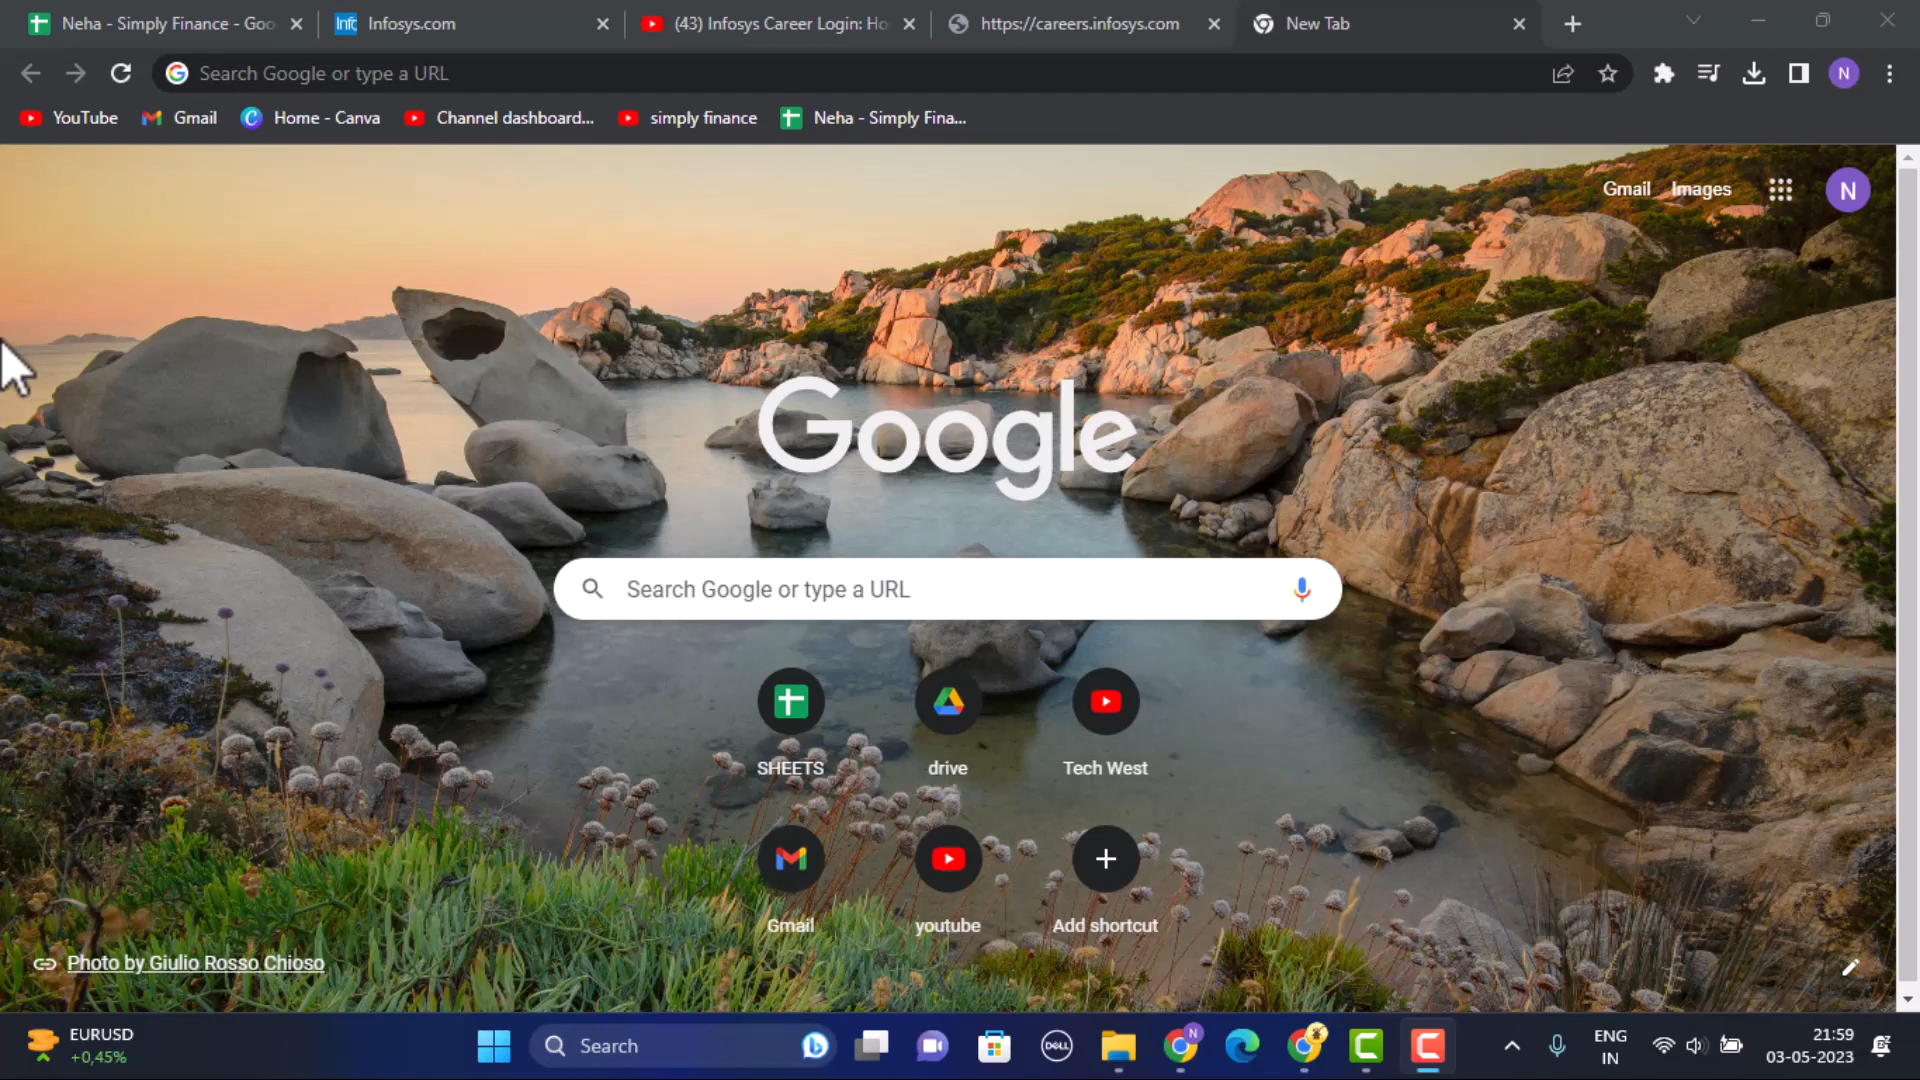 Neha - Simply Finance - Goo
Infosys.com
(43) Infosys Career Login: Ho
https://careers.infosys.com
New Tab
Search Google or type a URL
N
YouTube
Gmail
Home - Canva
Channel dashboard...
simply finance
Neha - Simply Fina...
Gmail
Images
N
Google
Search Google or type a URL
SHEETS
drive
Tech West
Gmail
youtube
Add shortcut
Photo by Giulio Rosso Chioso
EURUSD
+0,45%
Search
DELL
N
ENG
IN
21:59
03-05-2023